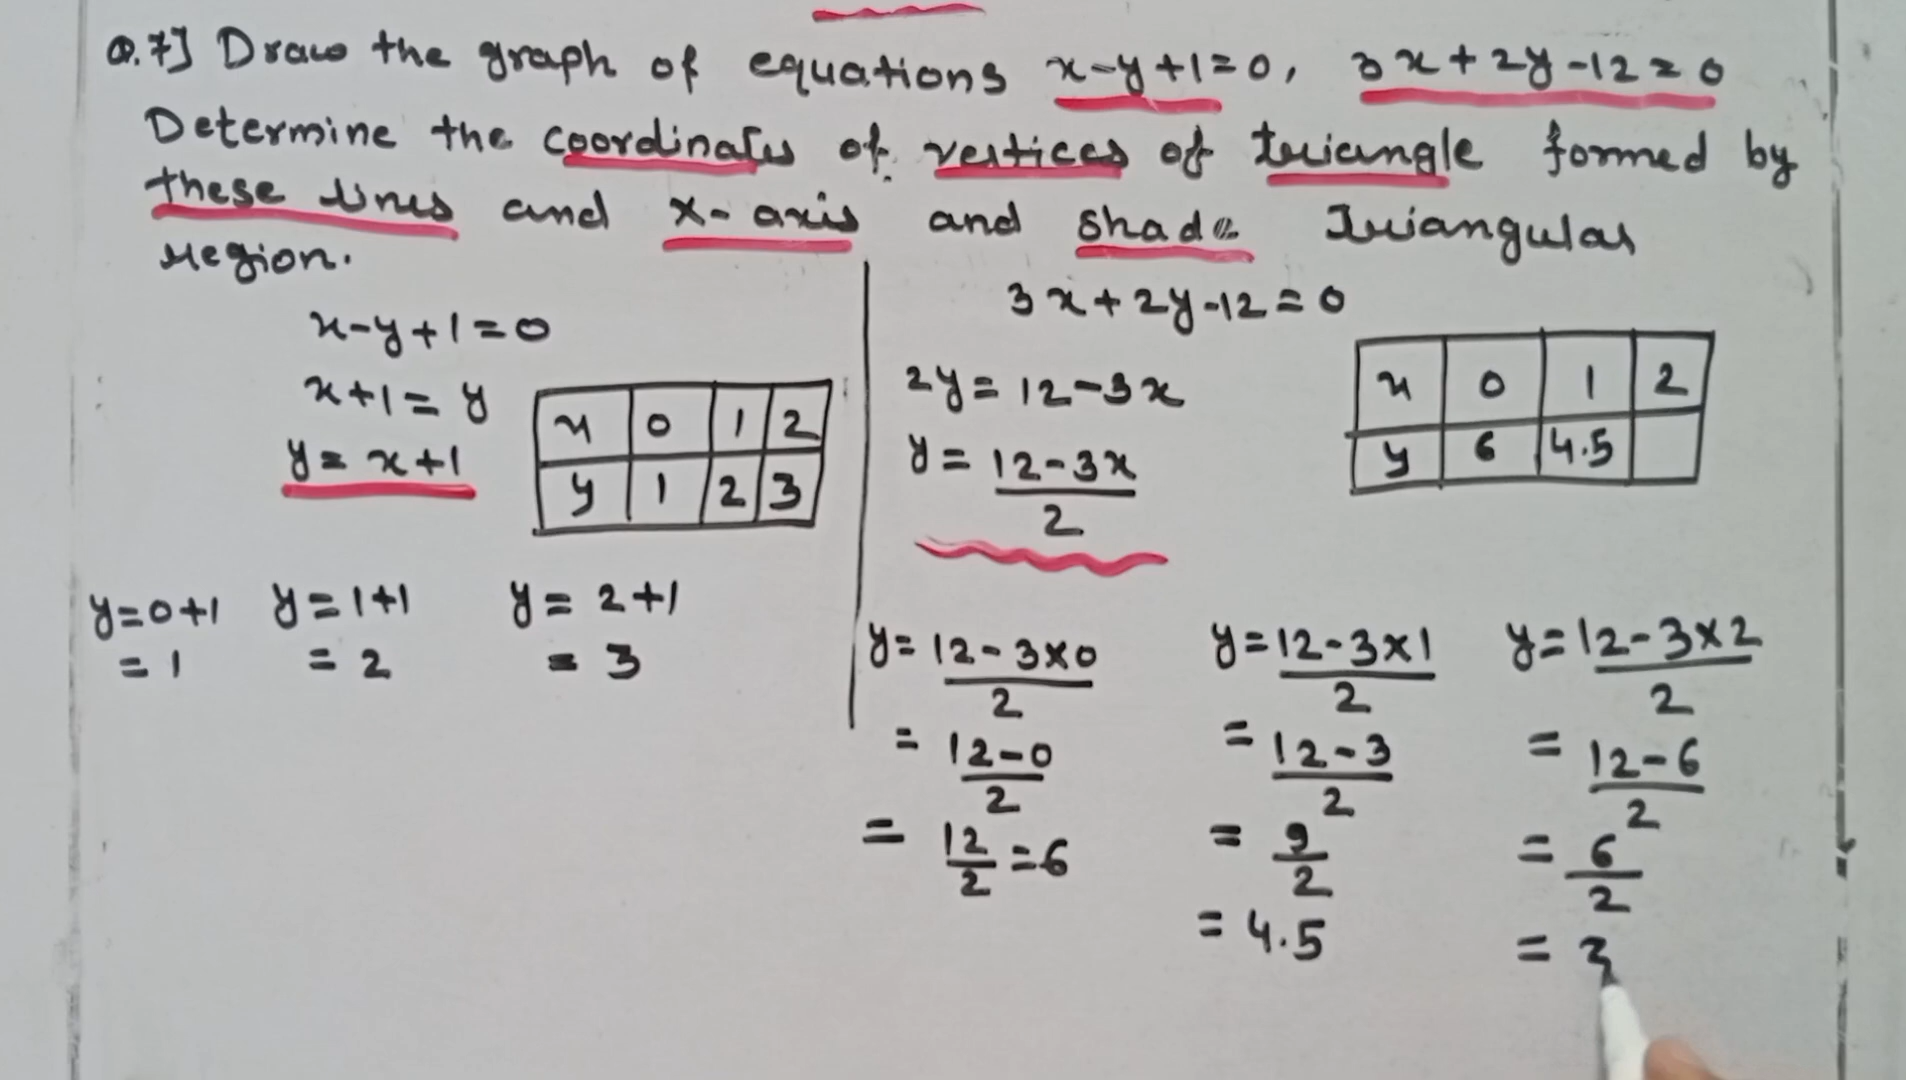 Q.7] Draw the graph of equations x-y+1=0, 3x+2y-12=0
Determine the coordinates of vertices of triangle formed by
these lines and x-axis and shade Triangular
region.
x-y+1=0
x+1=y
y=x+1
x 0 1 2
y 1 2 3
y=0+1
=1
y=1+1
=2
y=2+1
=3
3x+2y-12=0
2y=12-3x
y=12-3x
2
x 0 1 2
y 6 4.5
y=12-3×0
2
=12-0
2
=12
2
=6
y=12-3×1
2
=12-3
2
=9
2
=4.5
y=12-3×2
2
=12-6
2
=6
2
=3